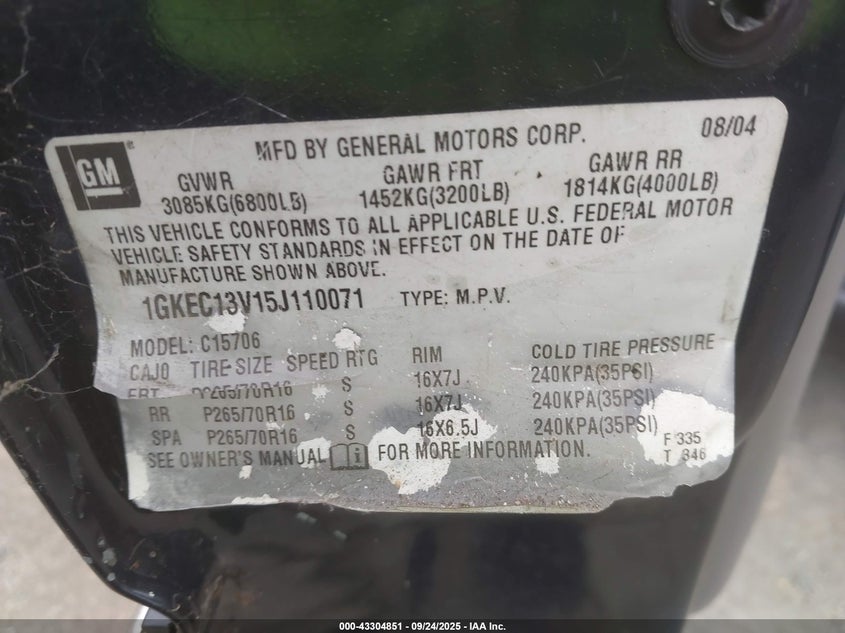 GM
MFD BY GENERAL MOTORS CORP.
08/04
GVWR
GAWR FRT
GAWR RR
3085KG(6800LB)
1452KG(3200LB)
1814KG(4000LB)
THIS VEHICLE CONFORMS TO ALL APPLICABLE U.S. FEDERAL MOTOR
VEHICLE SAFETY STANDARDS IN EFFECT ON THE DATE OF
MANUFACTURE SHOWN ABOVE.
1GKEC13V15J110071 TYPE: M.P.V.
MODEL: C15706
CAJ0 TIRE-SIZE SPEED RTG RIM COLD TIRE PRESSURE
FRT P265/70R16 S 16X7J 240KPA(35PSI)
RR P265/70R16 S 16X7J 240KPA(35PSI)
SPA P265/70R16 S 16X6.5J 240KPA(35PSI)
SEE OWNER'S MANUAL FOR MORE INFORMATION.
F 335
T 346
000-43304851 - 09/24/2025 - IAA Inc.